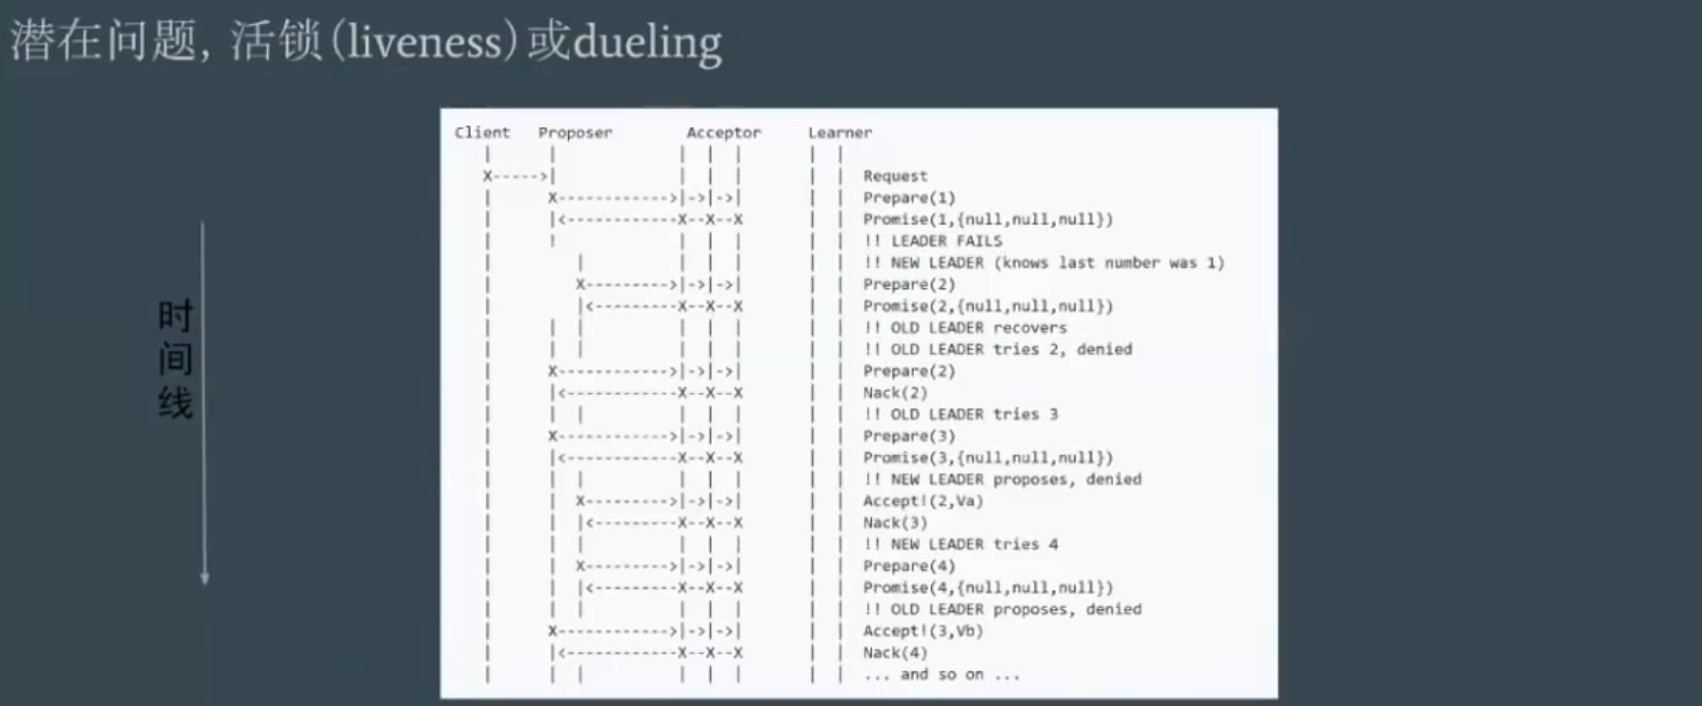 潜在问题, 活锁(liveness)或dueling
Client Proposer Acceptor Learner
| | | | | | |
X----->| | | | | | Request
| X------------>|->|->| | | Prepare(1)
| |<------------X--X--X | | Promise(1,{null,null,null})
| ! | | | | | !! LEADER FAILS
| | | | | | | !! NEW LEADER (knows last number was 1)
| X--------->|->|->| | | Prepare(2)
| |<---------X--X--X | | Promise(2,{null,null,null})
| | | | | | | | !! OLD LEADER recovers
| | | | | | | | !! OLD LEADER tries 2, denied
| X------------>|->|->| | | Prepare(2)
| |<------------X--X--X | | Nack(2)
| | | | | | | | !! OLD LEADER tries 3
| X------------>|->|->| | | Prepare(3)
| |<------------X--X--X | | Promise(3,{null,null,null})
| | | | | | | | !! NEW LEADER proposes, denied
| | X--------->|->|->| | | Accept!(2,Va)
| | |<---------X--X--X | | Nack(3)
| | | | | | | | !! NEW LEADER tries 4
| | X--------->|->|->| | | Prepare(4)
| | |<---------X--X--X | | Promise(4,{null,null,null})
| | | | | | | | !! OLD LEADER proposes, denied
| X------------>|->|->| | | Accept!(3,Vb)
| |<------------X--X--X | | Nack(4)
| | | | | | | | ... and so on ...
时间线